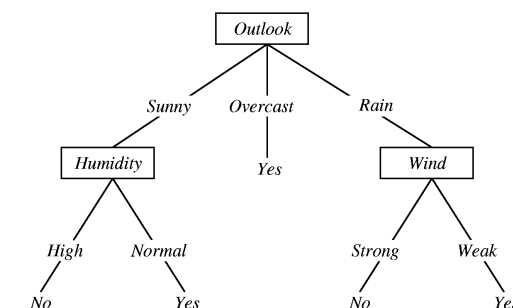 Outlook
Sunny Overcast Rain
Humidity Yes Wind
High Normal Strong Weak
No Yes No Yes